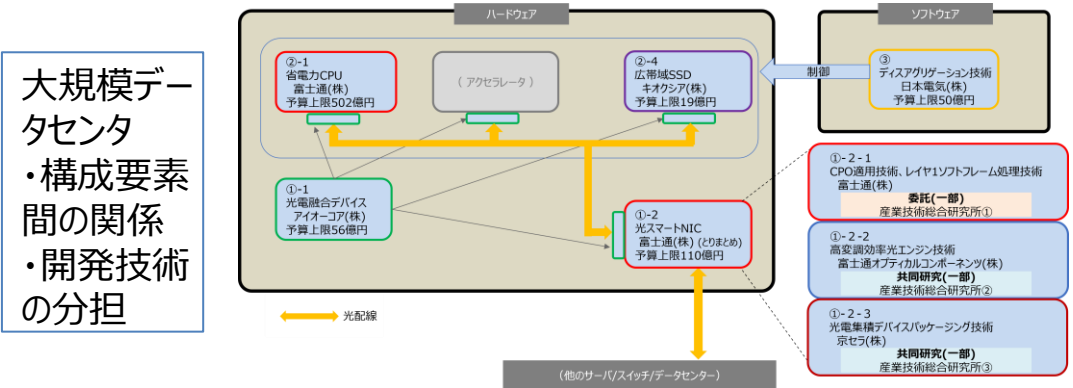 大規模デー
タセンタ
・構成要素
間の関係
・開発技術
の分担
ハードウェア
②-1
省電力CPU
富士通(株)
予算上限502億円
（ アクセラレータ ）
②-4
広帯域SSD
キオクシア(株)
予算上限19億円
①-1
光電融合デバイス
アイオーコア(株)
予算上限56億円
①-2
光スマートNIC
富士通(株) (とりまとめ)
予算上限110億円
光配線
（他のサーバ/スイッチ/データセンター）
ソフトウェア
制御
③
ディスアグリゲーション技術
日本電気(株)
予算上限50億円
①-２-１
CPO適用技術、レイヤ1ソフトフレーム処理技術
富士通(株)
委託(一部)
産業技術総合研究所①
①-２-２
高変調効率光エンジン技術
富士通オプティカルコンポーネンツ(株)
共同研究(一部)
産業技術総合研究所②
①-２-３
光電集積デバイスパッケージング技術
京セラ(株)
共同研究(一部)
産業技術総合研究所③